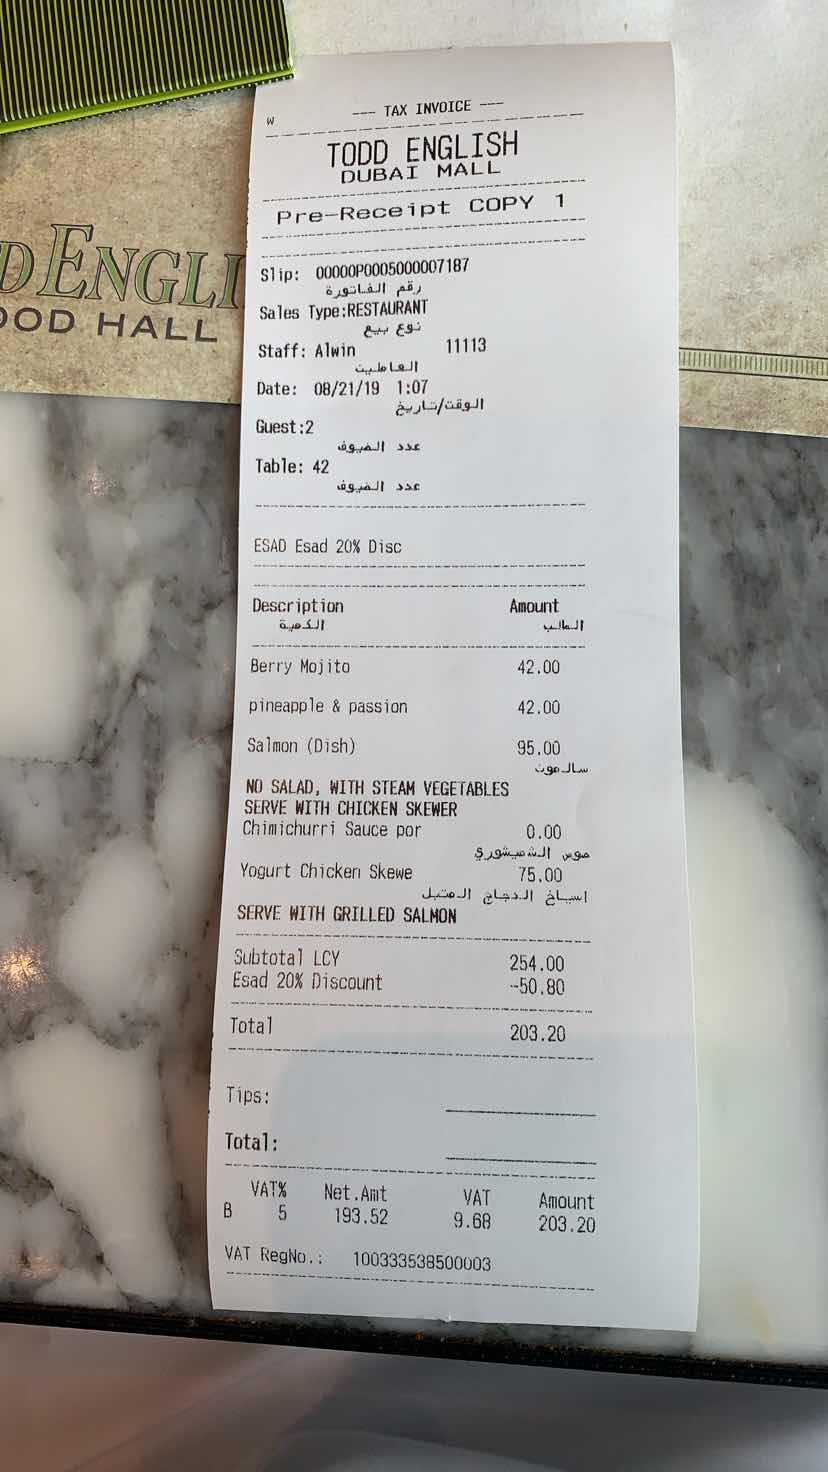 D ENGLI
OOD HALL
W
--- TAX INVOICE ---
TODD ENGLISH
DUBAI MALL
Pre-Receipt COPY 1
Slip: 00000P0005000007187
رقم الفاتورة
Sales Type:RESTAURANT
نوع بيع
Staff: Alwin 11113
العاملين
Date: 08/21/19 1:07
الوقت/تاريخ
Guest:2
عدد الضيوف
Table: 42
عدد الضيوف
ESAD Esad 20% Disc
Description Amount
الكمية
Berry Mojito 42.00
pineapple & passion 42.00
Salmon (Dish) 95.00
سالمون
NO SALAD, WITH STEAM VEGETABLES
SERVE WITH CHICKEN SKEWER
Chimichurri Sauce por 0.00
صوص الشميشوري
Yogurt Chicken Skewe 75.00
اسياخ الدجاج المتبل
SERVE WITH GRILLED SALMON
Subtotal LCY 254.00
Esad 20% Discount -50.80
Total 203.20
Tips:
Total:
VAT% Net.Amt VAT Amount
B 5 193.52 9.68 203.20
VAT RegNo.: 100333538500003